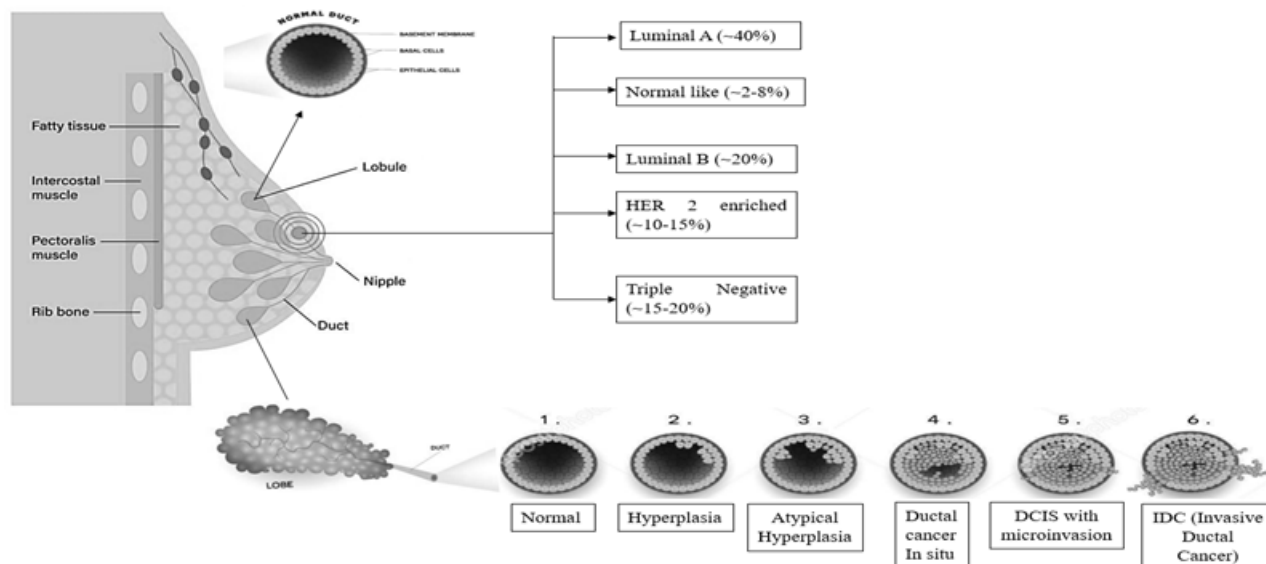 NORMAL DUCT
BASEMENT MEMBRANE
BASAL CELLS
EPITHELIAL CELLS
Fatty tissue
Intercostal
muscle
Pectoralis
muscle
Rib bone
Lobule
Nipple
Duct
Luminal A (~40%)
Normal like (~2-8%)
Luminal B (~20%)
HER 2 enriched
(~10-15%)
Triple Negative
(~15-20%)
LOBE
DUCT
1.
2.
3.
4.
5.
6.
Normal
Hyperplasia
Atypical
Hyperplasia
Ductal
cancer
In situ
DCIS with
microinvasion
IDC (Invasive
Ductal
Cancer)